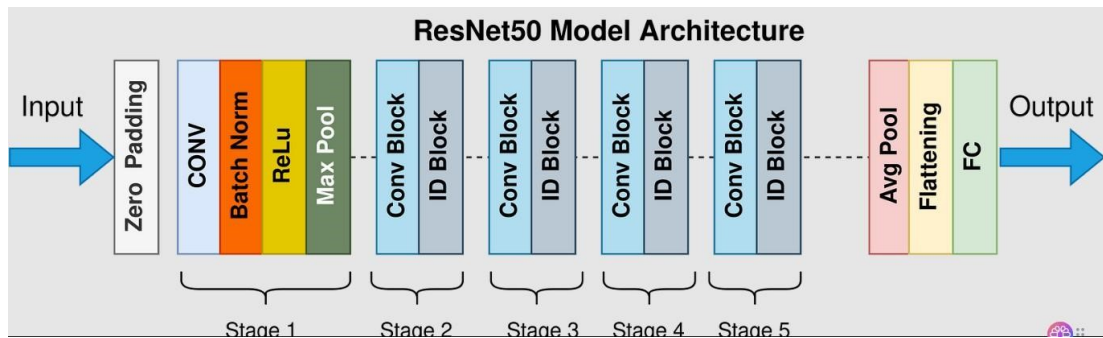 ResNet50 Model Architecture
Input
Zero Padding
CONV
Batch Norm
ReLu
Max Pool
Conv Block
ID Block
Conv Block
ID Block
Conv Block
ID Block
Conv Block
ID Block
Avg Pool
Flattening
FC
Output
Stage 1
Stage 2
Stage 3
Stage 4
Stage 5